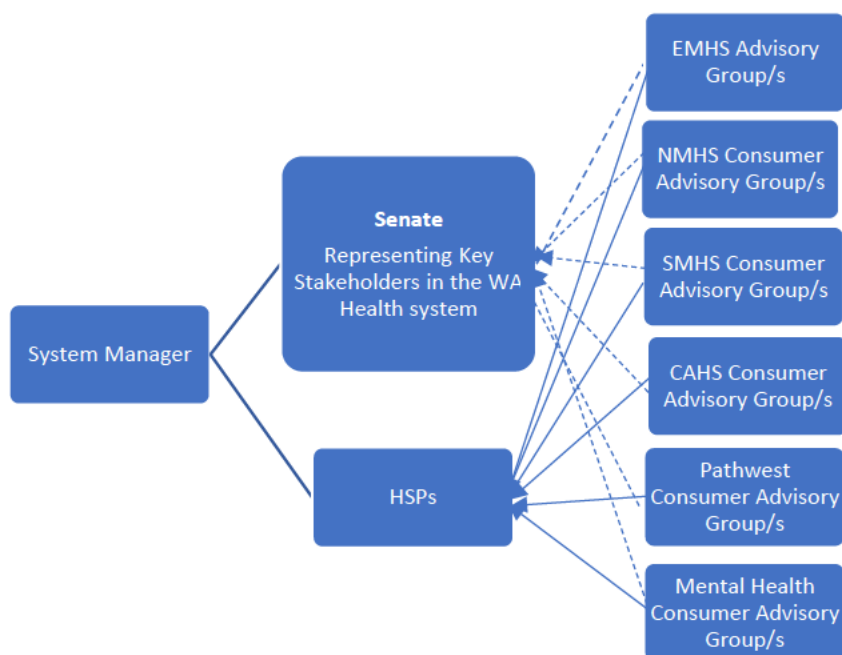 System Manager
Senate
Representing Key
Stakeholders in the WA
Health system
HSPs
EMHS Advisory
Group/s
NMHS Consumer
Advisory Group/s
SMHS Consumer
Advisory Group/s
CAHS Consumer
Advisory Group/s
Pathwest
Consumer Advisory
Group/s
Mental Health
Consumer Advisory
Group/s